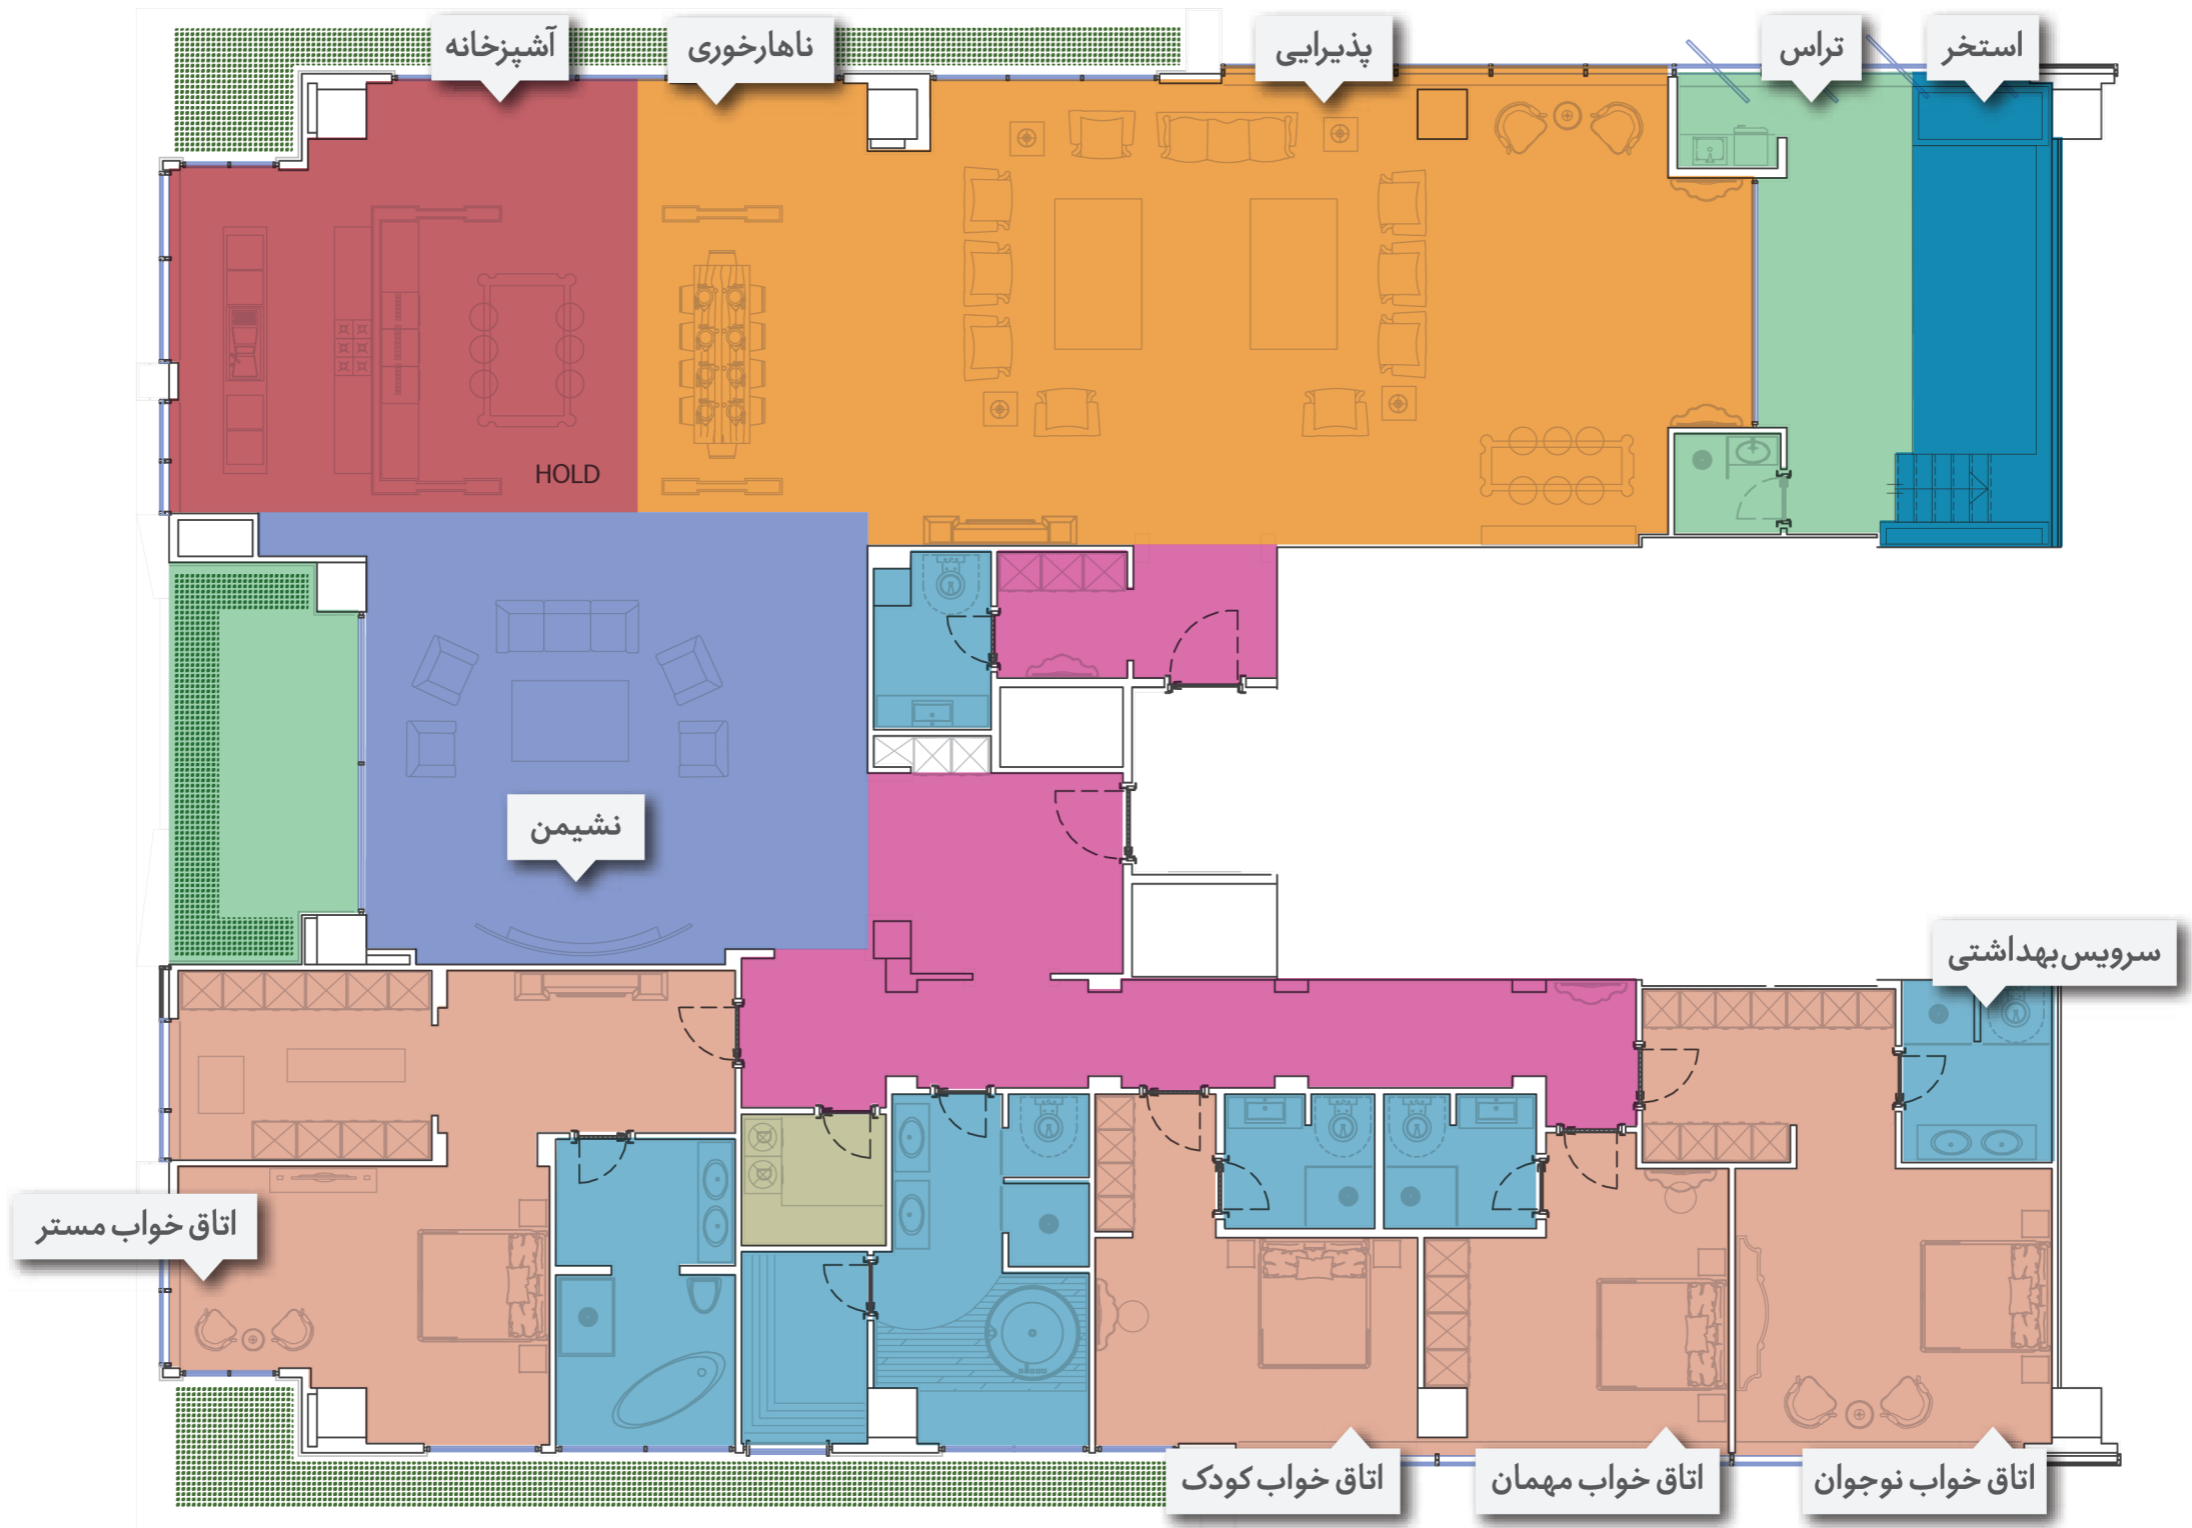 استخر
تراس
پذیرایی
ناهارخوری
آشپزخانه
HOLD
نشیمن
سرویس‌بهداشتی
اتاق خواب مستر
اتاق خواب نوجوان
اتاق خواب مهمان
اتاق خواب کودک